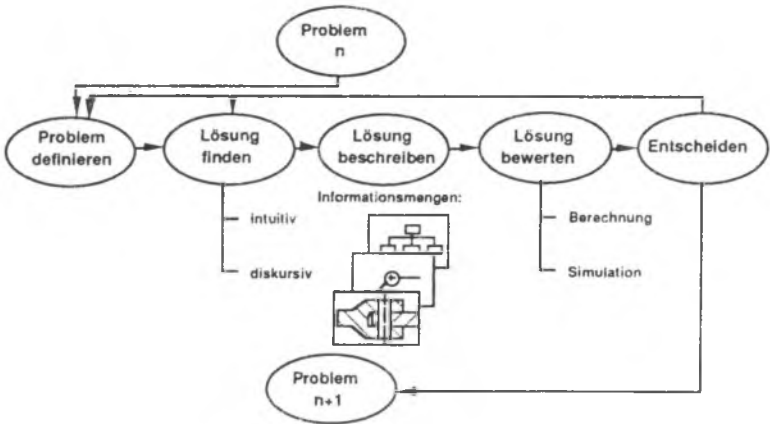 Problem
n
Problem
definieren
Lösung
finden
Lösung
beschreiben
Lösung
bewerten
Entscheiden
Informationsmengen:
intuitiv
diskursiv
Berechnung
Simulation
Problem
n+1